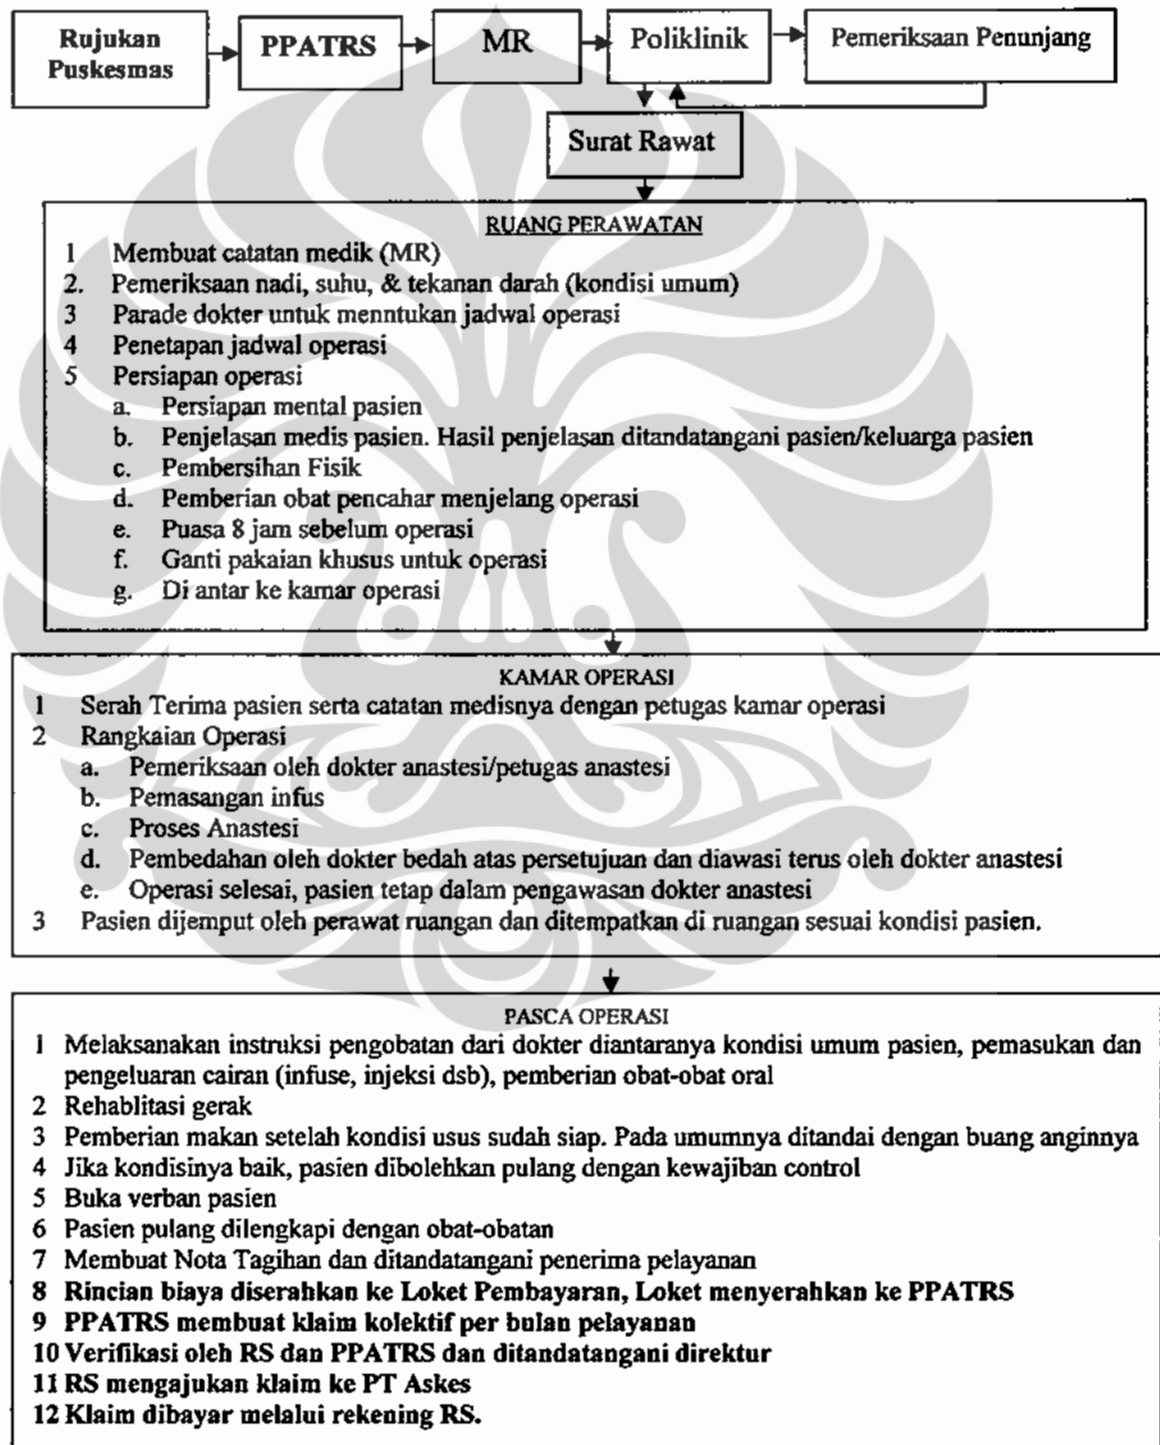 Rujukan
Puskesmas
PPATRS
MR
Poliklinik
Pemeriksaan Penunjang
Surat Rawat
RUANG PERAWATAN
1 Membuat catatan medik (MR)
2. Pemeriksaan nadi, suhu, & tekanan darah (kondisi umum)
3 Parade dokter untuk menntukan jadwal operasi
4 Penetapan jadwal operasi
5 Persiapan operasi
a. Persiapan mental pasien
b. Penjelasan medis pasien. Hasil penjelasan ditandatangani pasien/keluarga pasien
c. Pembersihan Fisik
d. Pemberian obat pencahar menjelang operasi
e. Puasa 8 jam sebelum operasi
f. Ganti pakaian khusus untuk operasi
g. Di antar ke kamar operasi
KAMAR OPERASI
1 Serah Terima pasien serta catatan medisnya dengan petugas kamar operasi
2 Rangkaian Operasi
a. Pemeriksaan oleh dokter anastesi/petugas anastesi
b. Pemasangan infus
c. Proses Anastesi
d. Pembedahan oleh dokter bedah atas persetujuan dan diawasi terus oleh dokter anastesi
e. Operasi selesai, pasien tetap dalam pengawasan dokter anastesi
3 Pasien dijemput oleh perawat ruangan dan ditempatkan di ruangan sesuai kondisi pasien.
PASCA OPERASI
1 Melaksanakan instruksi pengobatan dari dokter diantaranya kondisi umum pasien, pemasukan dan
pengeluaran cairan (infuse, injeksi dsb), pemberian obat-obat oral
2 Rehablitasi gerak
3 Pemberian makan setelah kondisi usus sudah siap. Pada umumnya ditandai dengan buang anginnya
4 Jika kondisinya baik, pasien dibolehkan pulang dengan kewajiban control
5 Buka verban pasien
6 Pasien pulang dilengkapi dengan obat-obatan
7 Membuat Nota Tagihan dan ditandatangani penerima pelayanan
8 Rincian biaya diserahkan ke Loket Pembayaran, Loket menyerahkan ke PPATRS
9 PPATRS membuat klaim kolektif per bulan pelayanan
10 Verifikasi oleh RS dan PPATRS dan ditandatangani direktur
11 RS mengajukan klaim ke PT Askes
12 Klaim dibayar melalui rekening RS.